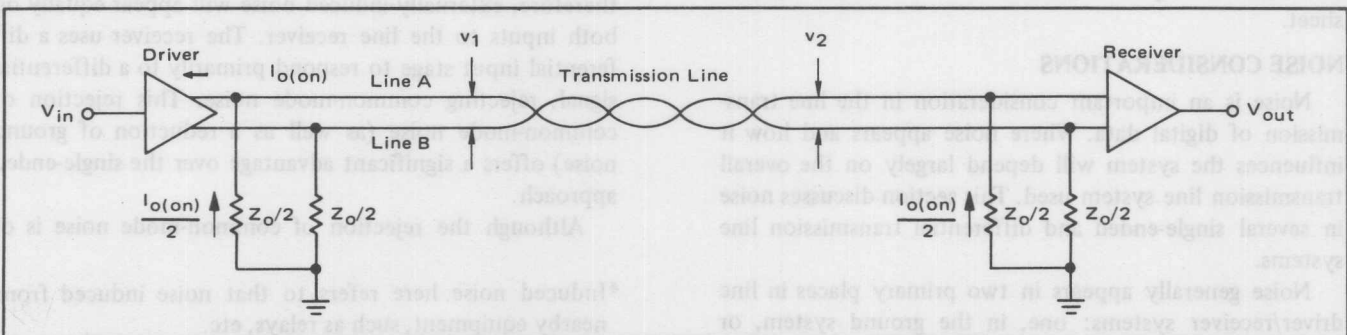 Driver
Io(on)
Line A
v1
Transmission Line
v2
Receiver
Vin
Vout
Line B
Io(on)
2
Zo/2
Zo/2
Io(on)
2
Zo/2
Zo/2
sheet.
NOISE CONSIDERATIONS
Noise is an important consideration in the line trans-
mission of digital data. Where noise appears and how it
influences the system will depend largely on the overall
transmission line system used. This section discusses noise
in several single-ended and differential transmission line
systems.
Noise generally appears in two primary places in line
driver/receiver systems: one, in the ground system, or
therefore, externally-induced noise will appear equally on
both inputs to the line receiver. The receiver uses a dif-
ferential input stage to respond primarily to a differential
signal, rejecting common-mode noise. This rejection of
common-mode noise (as well as a reduction of ground
noise) offers a significant advantage over the single-ended
approach.
Although the rejection of common-mode noise is of
*Induced noise here refers to that noise induced from
nearby equipment, such as relays, etc.